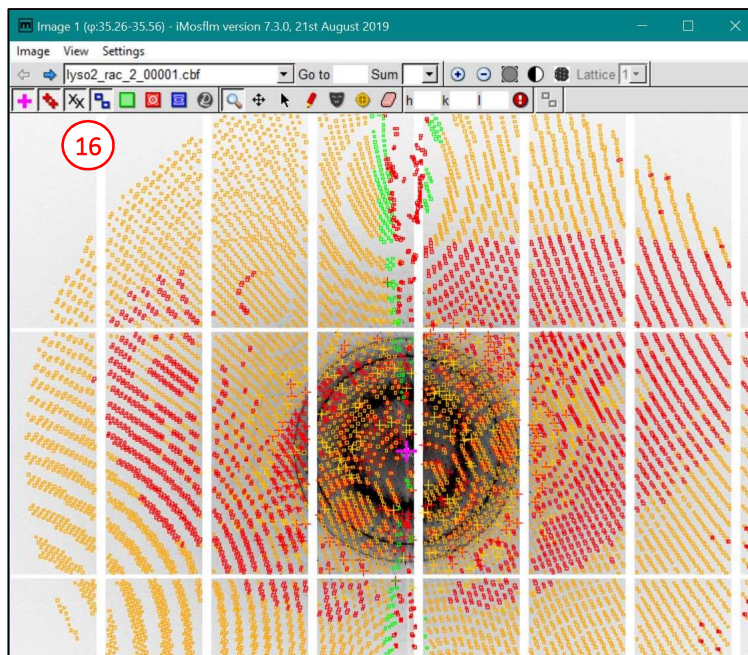 Image 1 (φ:35.26-35.56) - iMosflm version 7.3.0, 21st August 2019
Image View Settings
lyso2_rac_2_00001.cbf Go to Sum Lattice 1
h k l
16